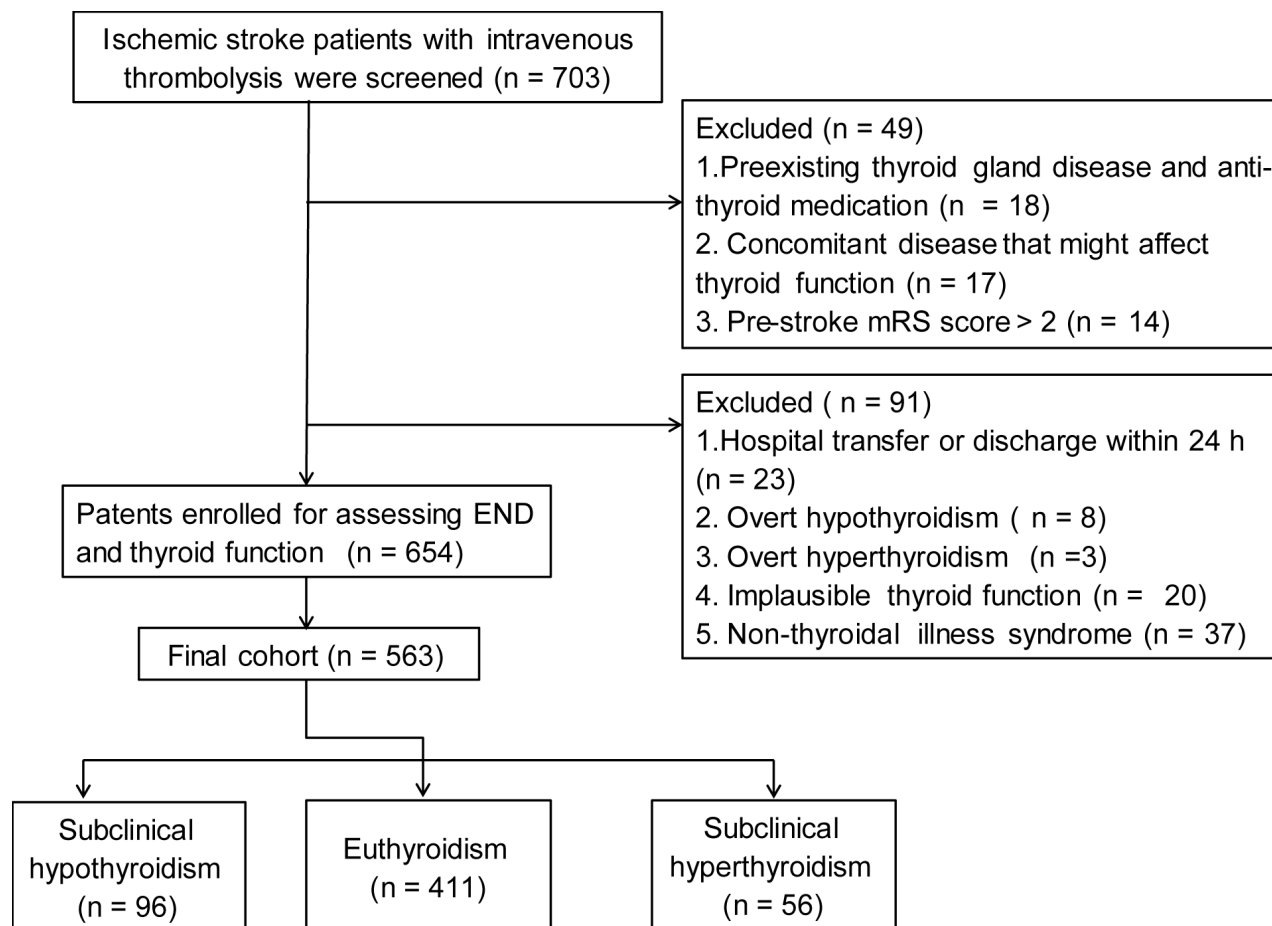 Ischemic stroke patients with intravenous
thrombolysis were screened (n = 703)
Excluded (n = 49)
1.Preexisting thyroid gland disease and anti-
thyroid medication (n = 18)
2. Concomitant disease that might affect
thyroid function (n = 17)
3. Pre-stroke mRS score > 2 (n = 14)
Excluded ( n = 91)
1.Hospital transfer or discharge within 24 h
(n = 23)
2. Overt hypothyroidism ( n = 8)
3. Overt hyperthyroidism (n =3)
4. Implausible thyroid function (n = 20)
5. Non-thyroidal illness syndrome (n = 37)
Patents enrolled for assessing END
and thyroid function (n = 654)
Final cohort (n = 563)
Subclinical
hypothyroidism
(n = 96)
Euthyroidism
(n = 411)
Subclinical
hyperthyroidism
(n = 56)